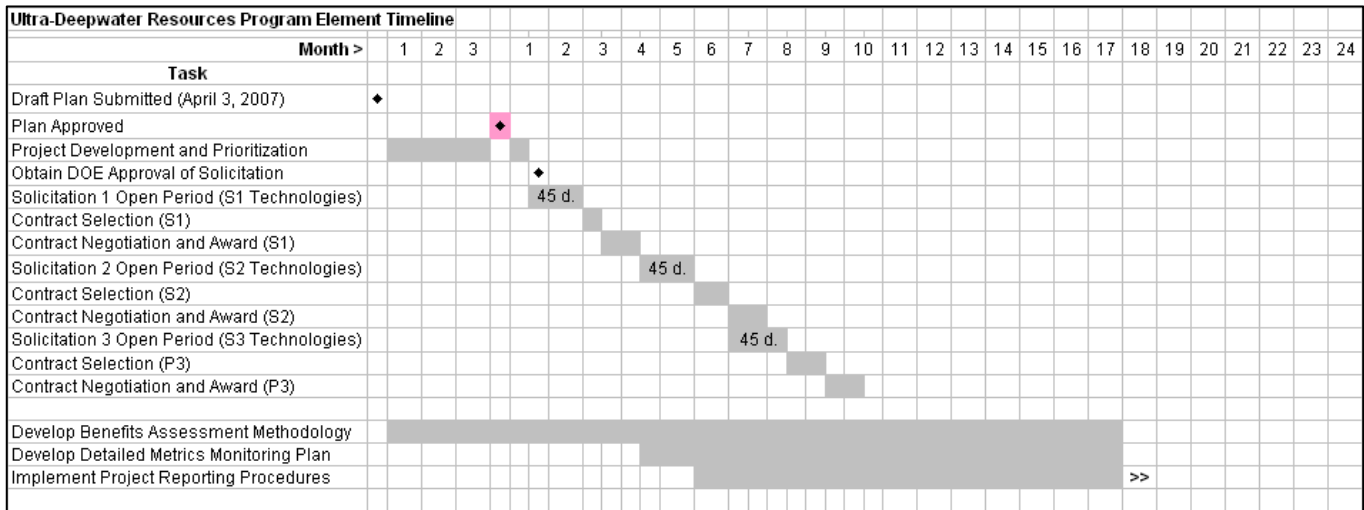 Ultra-Deepwater Resources Program Element Timeline
Month > 1 2 3 1 2 3 4 5 6 7 8 9 10 11 12 13 14 15 16 17 18 19 20 21 22 23 24
Task
Draft Plan Submitted (April 3, 2007)
Plan Approved
Project Development and Prioritization
Obtain DOE Approval of Solicitation
Solicitation 1 Open Period (S1 Technologies) 45 d.
Contract Selection (S1)
Contract Negotiation and Award (S1)
Solicitation 2 Open Period (S2 Technologies) 45 d.
Contract Selection (S2)
Contract Negotiation and Award (S2)
Solicitation 3 Open Period (S3 Technologies) 45 d.
Contract Selection (P3)
Contract Negotiation and Award (P3)
Develop Benefits Assessment Methodology
Develop Detailed Metrics Monitoring Plan
Implement Project Reporting Procedures >>